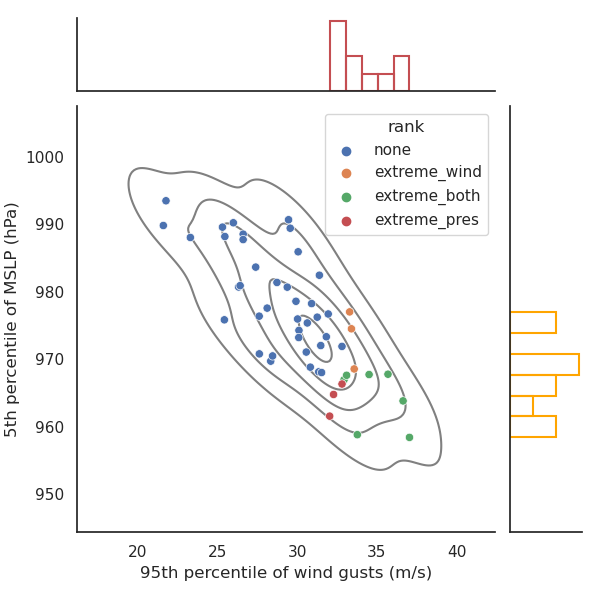 rank
none
extreme_wind
extreme_both
extreme_pres
1000
990
980
970
960
950
5th percentile of MSLP (hPa)
20 25 30 35 40
95th percentile of wind gusts (m/s)